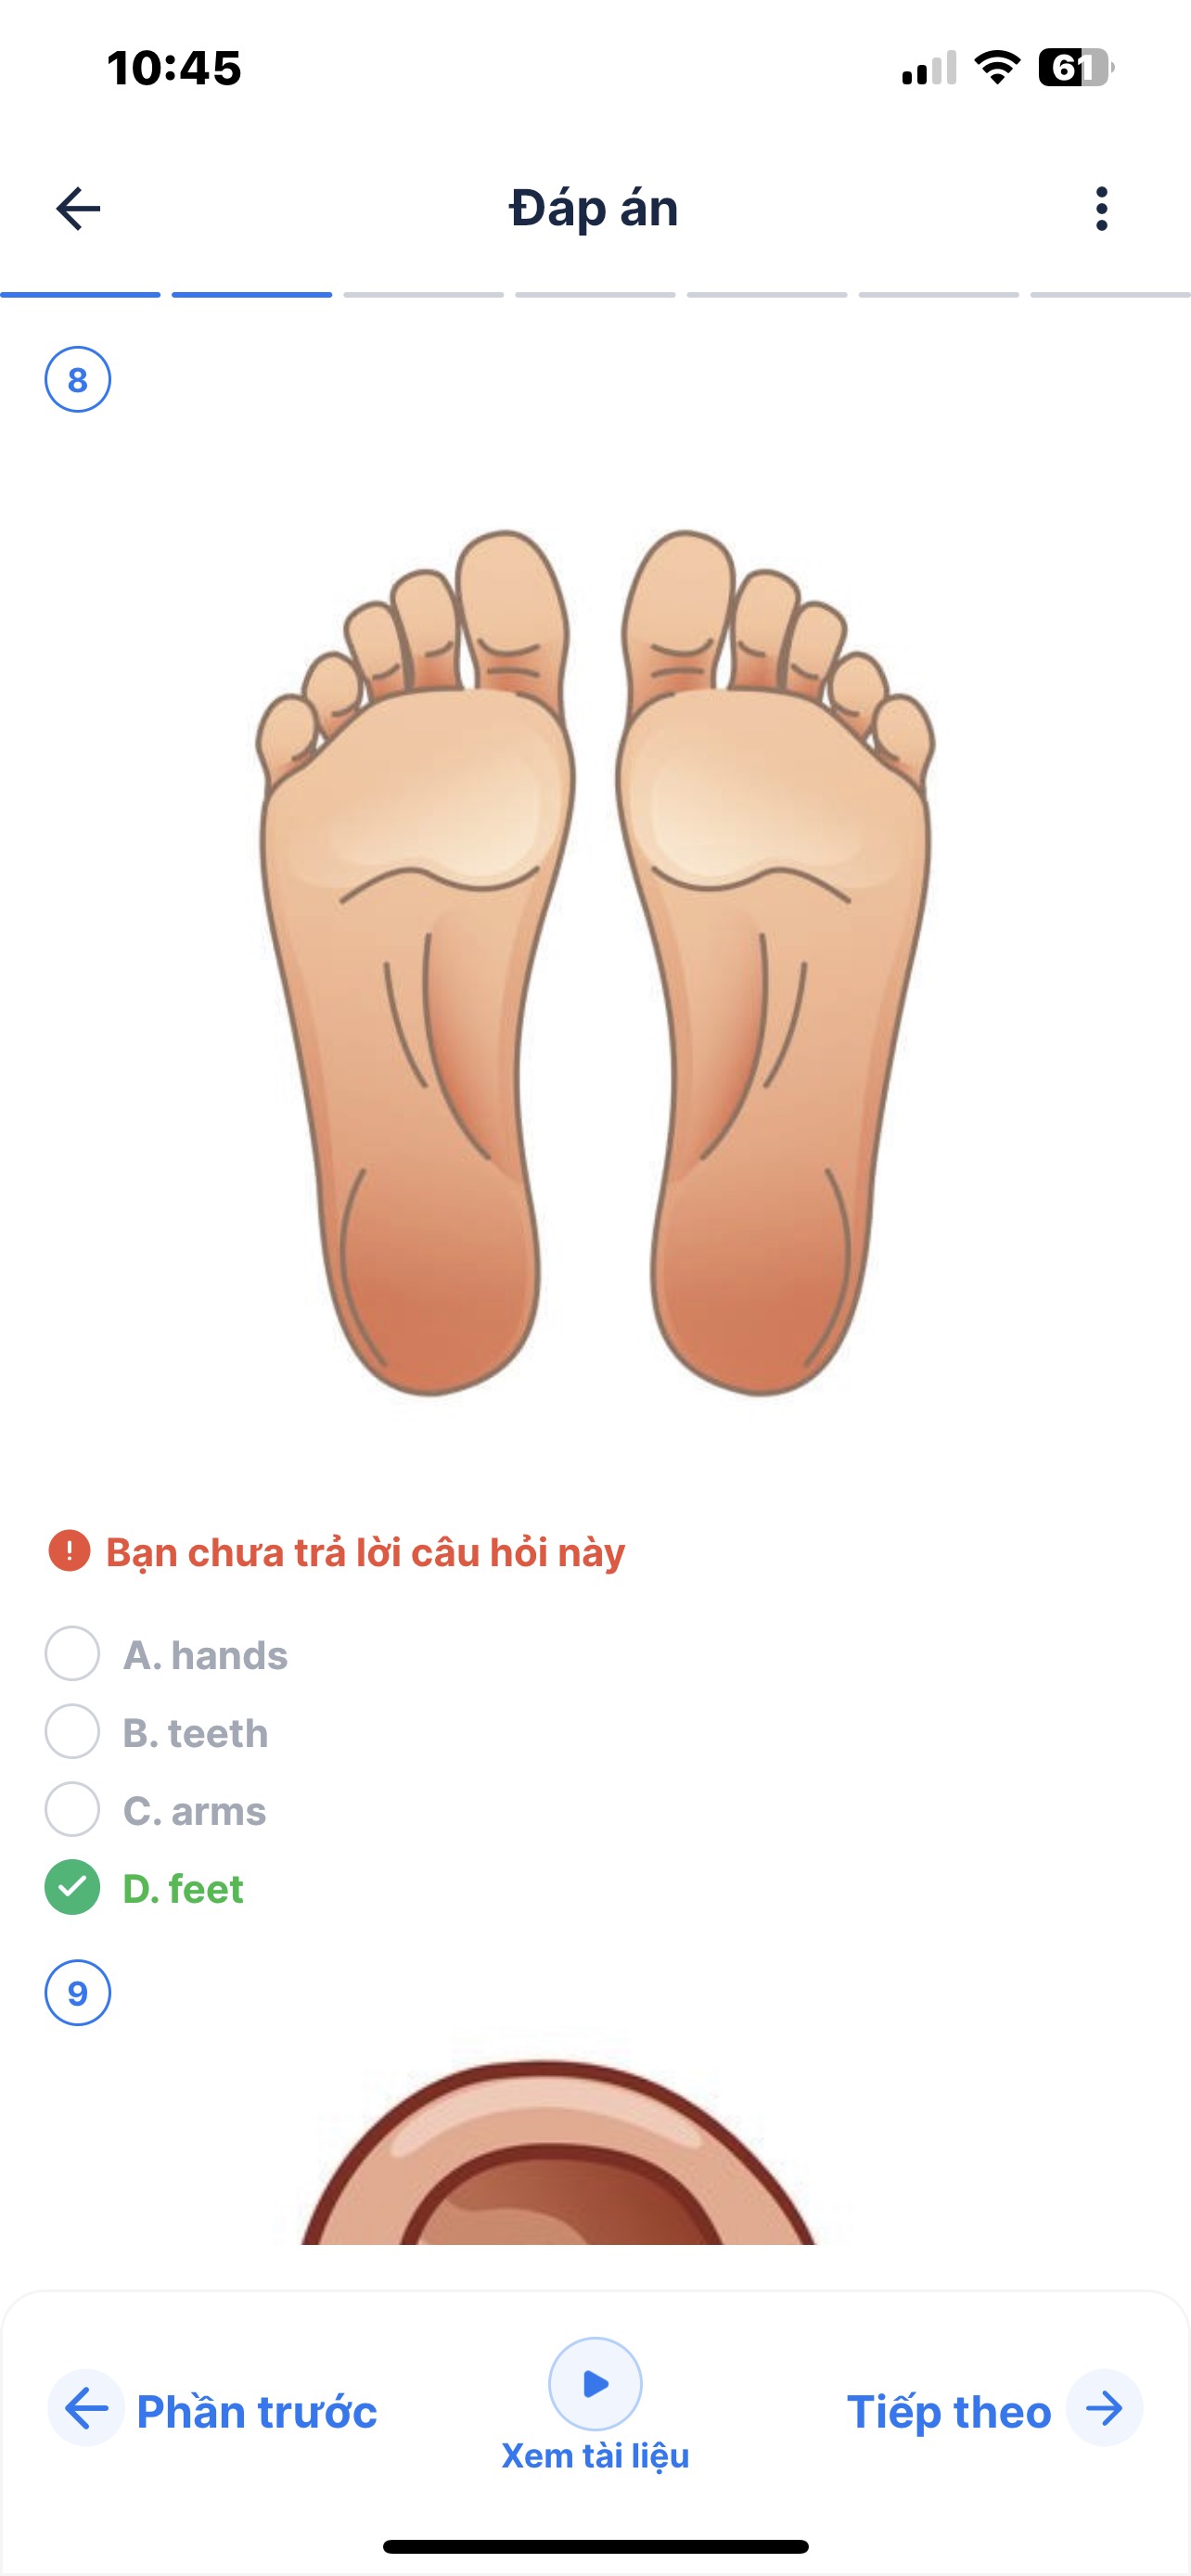 10:45
61
Đáp án
8
Bạn chưa trả lời câu hỏi này
A. hands
B. teeth
C. arms
D. feet
9
Phần trước
Xem tài liệu
Tiếp theo